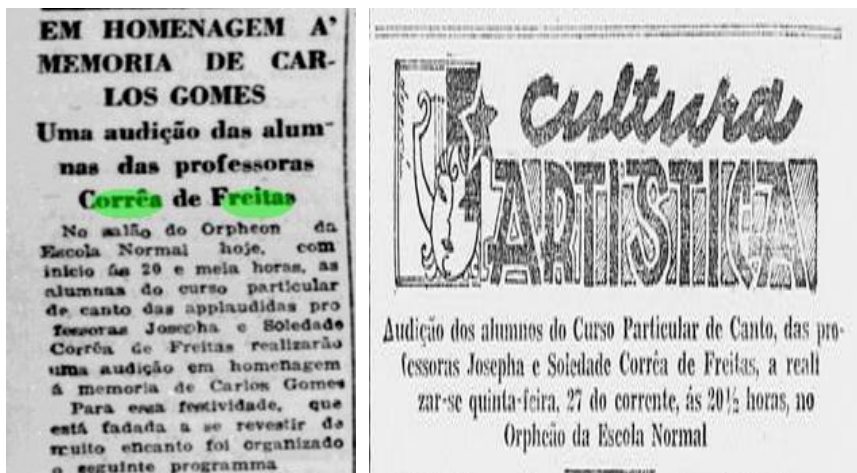 EM HOMENAGEM A'
MEMORIA DE CAR-
LOS GOMES
Uma audição das alum-
nas das professoras
Corrêa de Freitas
No salão do Orpheon da
Escola Normal hoje, com
inicio ás 20 e meia horas, as
alumnas do curso particular
de canto das applaudidas pro
fessoras Josepha e Soledade
Corrêa de Freitas realizarão
uma audição em homenagem
á memoria de Carlos Gomes
Para essa festividade, que
está fadada a se revestir de
muito encanto foi organizado
o seguinte programma
Cultura
ARTISTICA
Audição dos alumnos do Curso Particular de Canto, das pro-
fessoras Josepha e Soledade Corrêa de Freitas, a reali
zar-se quinta-feira, 27 do corrente, ás 20½ horas, no
Orpheão da Escola Normal